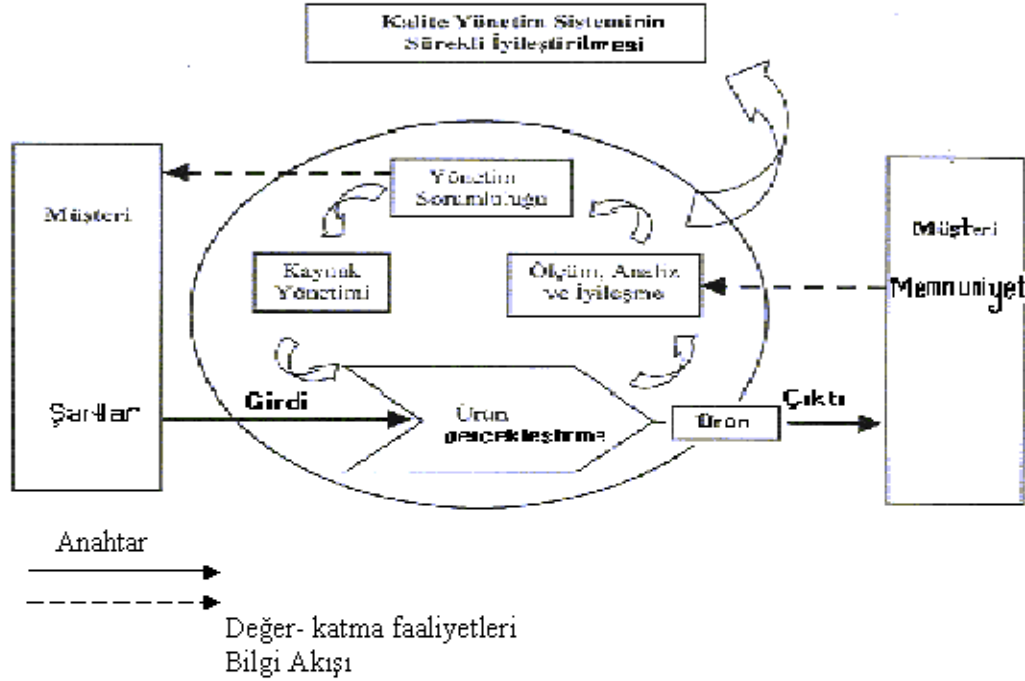 Kalite Yönetim Sisteminin
Sürekli İyileştirilmesi
Yönetim
Sorumluluğu
Müşteri
Müşteri
Kaynak
Yönetimi
Ölçüm, Analiz
ve İyileşme
Memnuniyet
Şartlar
Girdi
Ürün
gerçekleştirme
Ürün
Çıktı
Anahtar
Değer- katma faaliyetleri
Bilgi Akışı